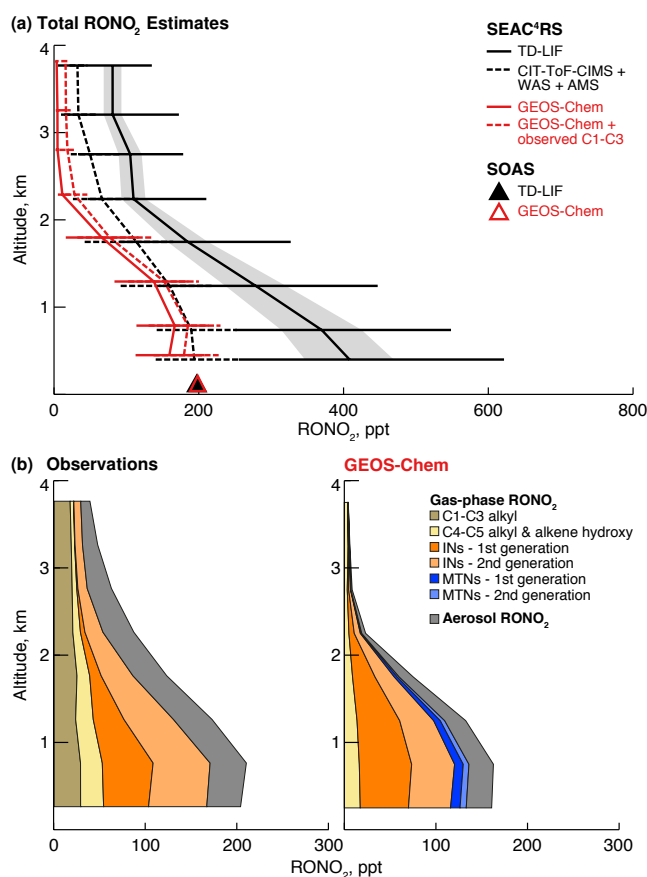 (a) Total RONO₂ Estimates
SEAC⁴RS
TD-LIF
CIT-ToF-CIMS +
WAS + AMS
GEOS-Chem
GEOS-Chem +
observed C1-C3
SOAS
TD-LIF
GEOS-Chem
4
3
2
1
Altitude, km
0
200
400
600
800
RONO₂, ppt
(b) Observations
GEOS-Chem
4
3
2
1
Altitude, km
Gas-phase RONO₂
C1-C3 alkyl
C4-C5 alkyl & alkene hydroxy
INs - 1st generation
INs - 2nd generation
MTNs - 1st generation
MTNs - 2nd generation
Aerosol RONO₂
0
100
200
300
0
100
200
300
RONO₂, ppt